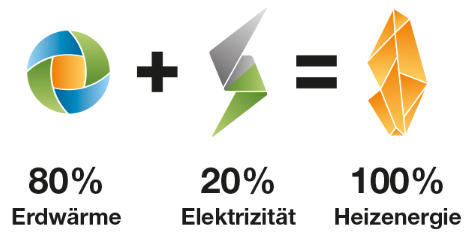 + =
80% 20% 100%
Erdwärme Elektrizität Heizenergie